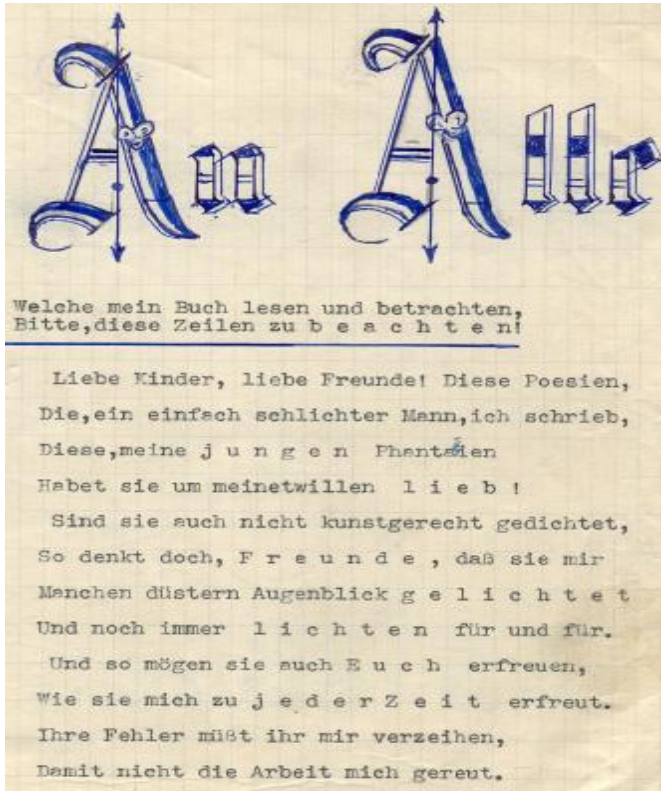 An Alle
Welche mein Buch lesen und betrachten,
Bitte,diese Zeilen zu b e a c h t e n!
Liebe Kinder, liebe Freunde! Diese Poesien,
Die,ein einfach schlichter Mann,ich schrieb,
Diese,meine j u n g e n Phantasien
Habet sie um meinetwillen l i e b !
Sind sie auch nicht kunstgerecht gedichtet,
So denkt doch, F r e u n d e , daß sie mir
Manchen düstern Augenblick g e l i c h t e t
Und noch immer l i c h t e n für und für.
Und so mögen sie auch E u c h erfreuen,
Wie sie mich zu j e d e r Z e i t erfreut.
Ihre Fehler müßt ihr mir verzeihen,
Damit nicht die Arbeit mich gereut.